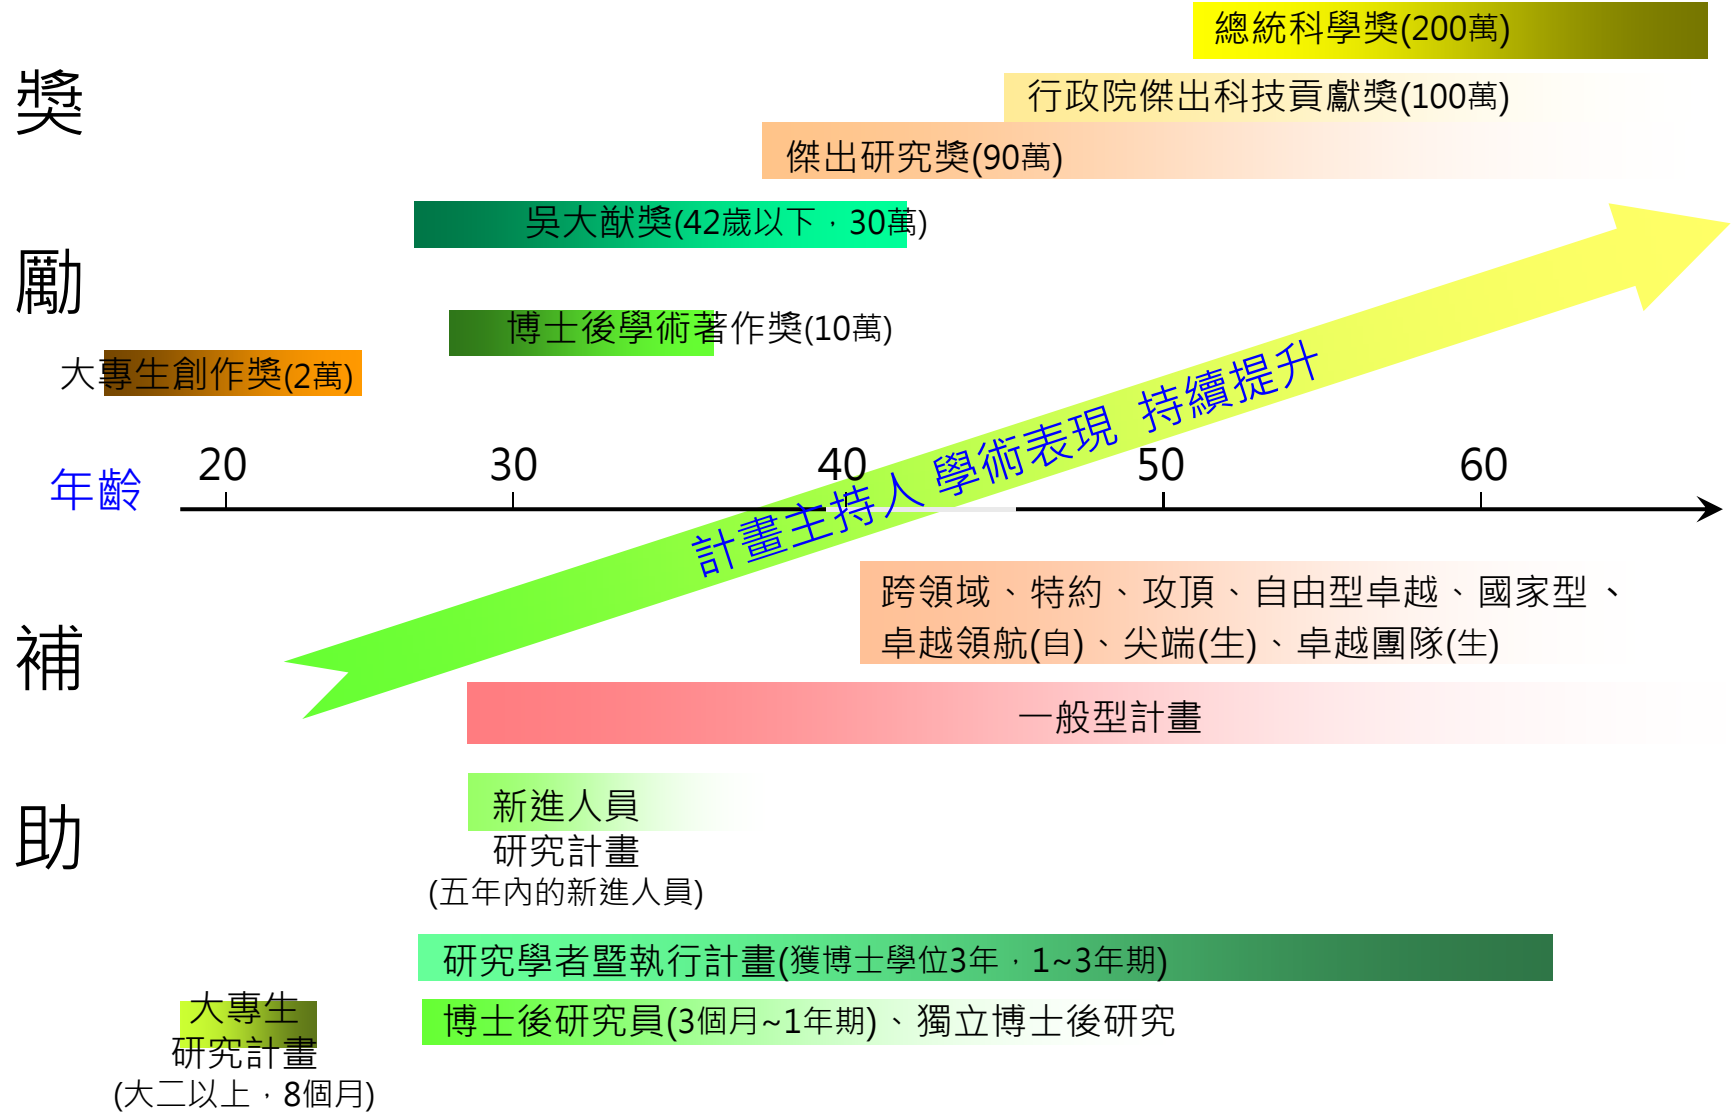 獎
勵
總統科學獎(200萬)
行政院傑出科技貢獻獎(100萬)
傑出研究獎(90萬)
吳大猷獎(42歲以下，30萬)
博士後學術著作獎(10萬)
大專生創作獎(2萬)
年齡
20 30 40 50 60
計畫主持人 學術表現 持續提升
補
助
跨領域、特約、攻頂、自由型卓越、國家型、
卓越領航(自)、尖端(生)、卓越團隊(生)
一般型計畫
新進人員
研究計畫
(五年內的新進人員)
研究學者暨執行計畫(獲博士學位3年，1~3年期)
博士後研究員(3個月~1年期)、獨立博士後研究
大專生
研究計畫
(大二以上，8個月)